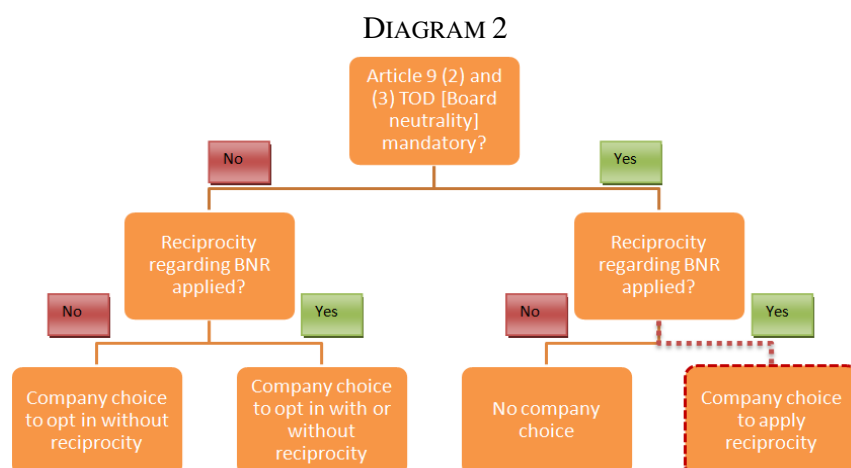 DIAGRAM 2
Article 9 (2) and
(3) TOD [Board
neutrality]
mandatory?
No
Yes
Reciprocity
regarding BNR
applied?
Reciprocity
regarding BNR
applied?
No
Yes
No
Yes
Company choice
to opt in without
reciprocity
Company choice
to opt in with or
without
reciprocity
No company
choice
Company choice
to apply
reciprocity